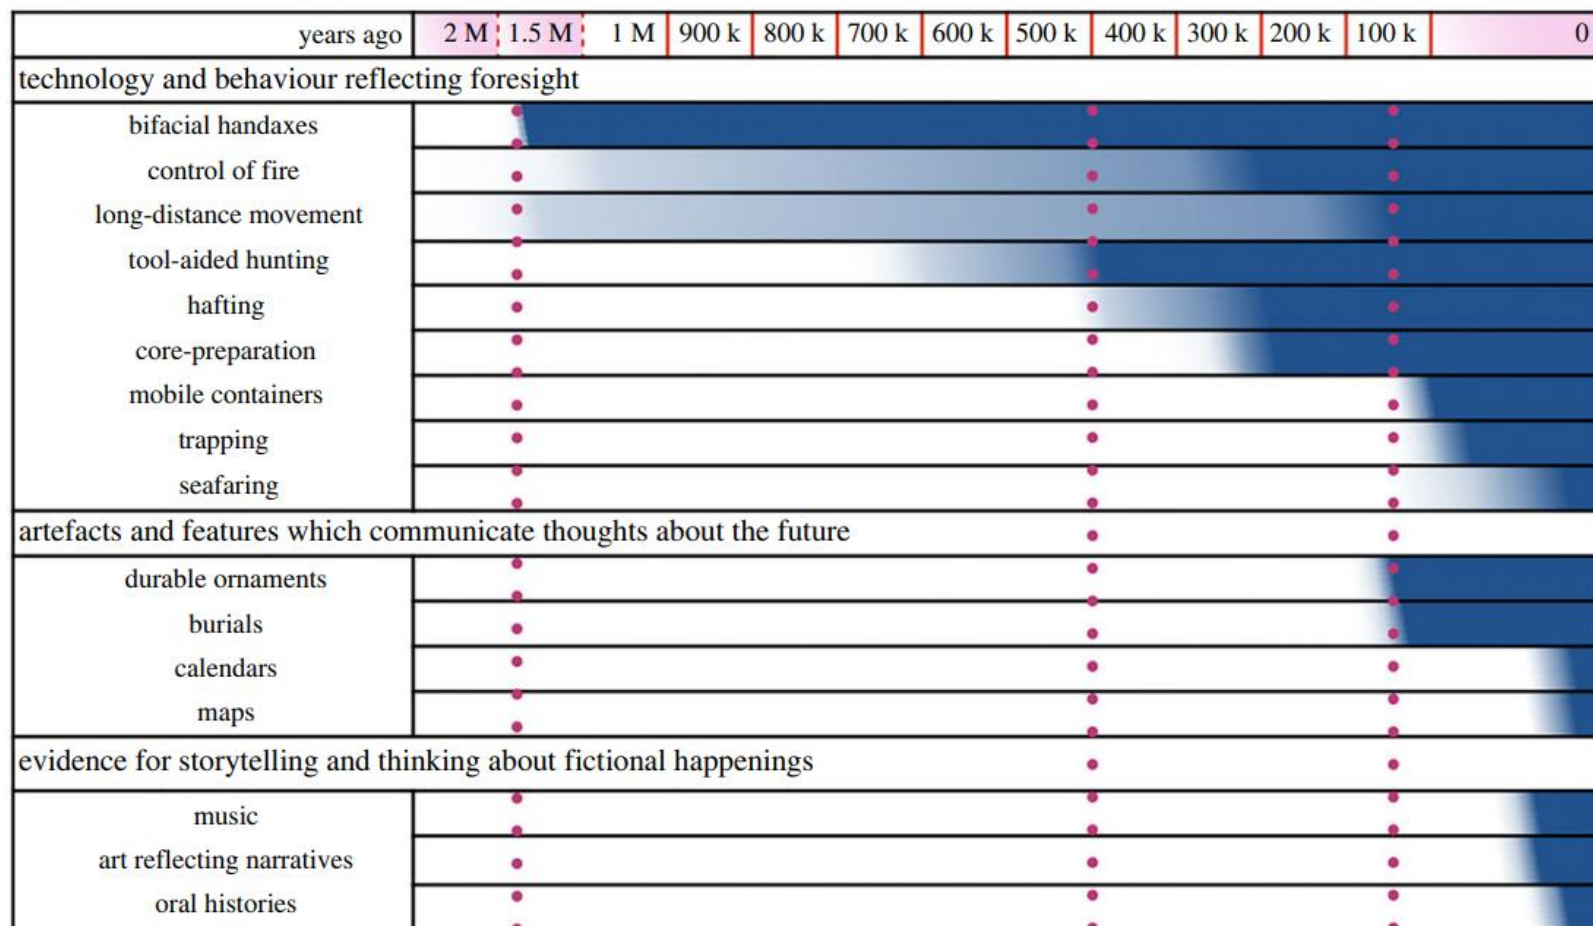 years ago 2 M 1.5 M 1 M 900 k 800 k 700 k 600 k 500 k 400 k 300 k 200 k 100 k 0
technology and behaviour reflecting foresight
bifacial handaxes
control of fire
long-distance movement
tool-aided hunting
hafting
core-preparation
mobile containers
trapping
seafaring
artefacts and features which communicate thoughts about the future
durable ornaments
burials
calendars
maps
evidence for storytelling and thinking about fictional happenings
music
art reflecting narratives
oral histories